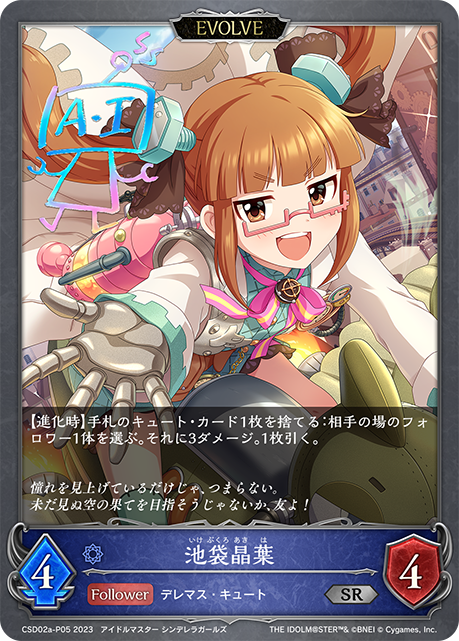 EVOLVE
A・I
【進化時】手札のキュート・カード1枚を捨てる：相手の場のフォ
ロワー1体を選ぶ。それに3ダメージ。1枚引く。
憧れを見上げているだけじゃ、つまらない。
未だ見ぬ空の果てを目指そうじゃないか、友よ！
いけ ぶくろ あき は
池袋晶葉
4
4
Follower
デレマス・キュート
SR
CSD02a-P05 2023 アイドルマスター シンデレラガールズ
THE IDOLM@STER™& ©BNEI © Cygames, Inc.